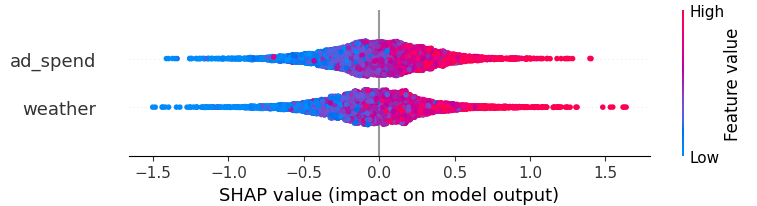 High
ad_spend
weather
Feature value
Low
−1.5 −1.0 −0.5 0.0 0.5 1.0 1.5
SHAP value (impact on model output)